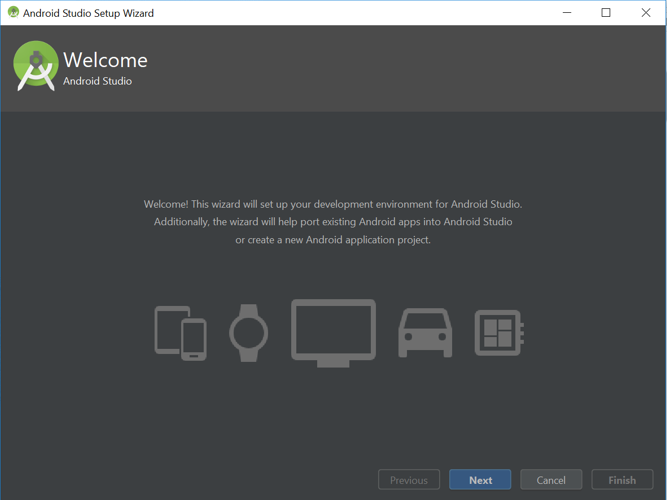 Android Studio Setup Wizard
Welcome
Android Studio
Welcome! This wizard will set up your development environment for Android Studio.
Additionally, the wizard will help port existing Android apps into Android Studio
or create a new Android application project.
Previous
Next
Cancel
Finish